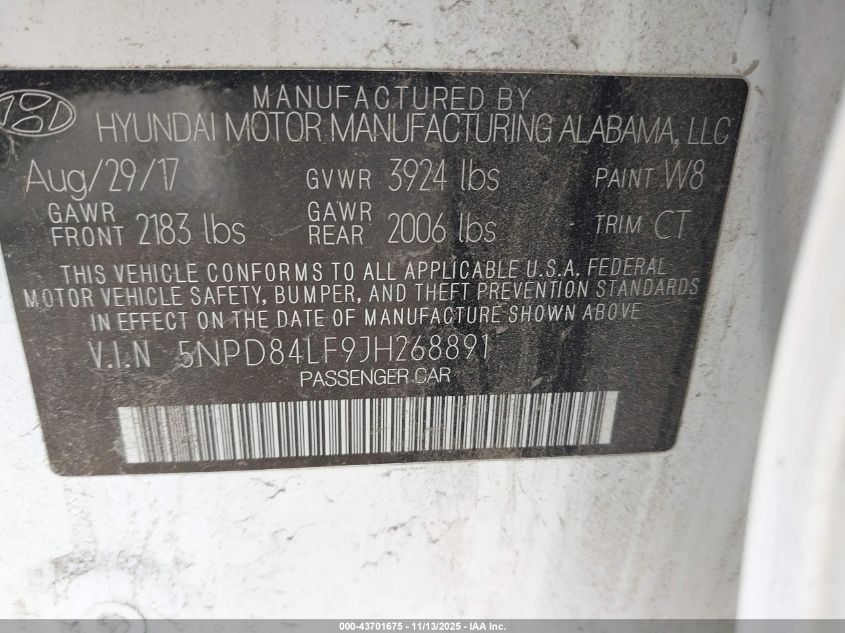 MANUFACTURED BY
HYUNDAI MOTOR MANUFACTURING ALABAMA, LLC
Aug/29/17 GVWR 3924 lbs PAINT W8
GAWR FRONT 2183 lbs GAWR REAR 2006 lbs TRIM CT
THIS VEHICLE CONFORMS TO ALL APPLICABLE U.S.A. FEDERAL
MOTOR VEHICLE SAFETY, BUMPER, AND THEFT PREVENTION STANDARDS
IN EFFECT ON THE DATE OF MANUFACTURE SHOWN ABOVE
V.I.N 5NPD84LF9JH268891
PASSENGER CAR
000-43701675 - 11/13/2025 - IAA Inc.